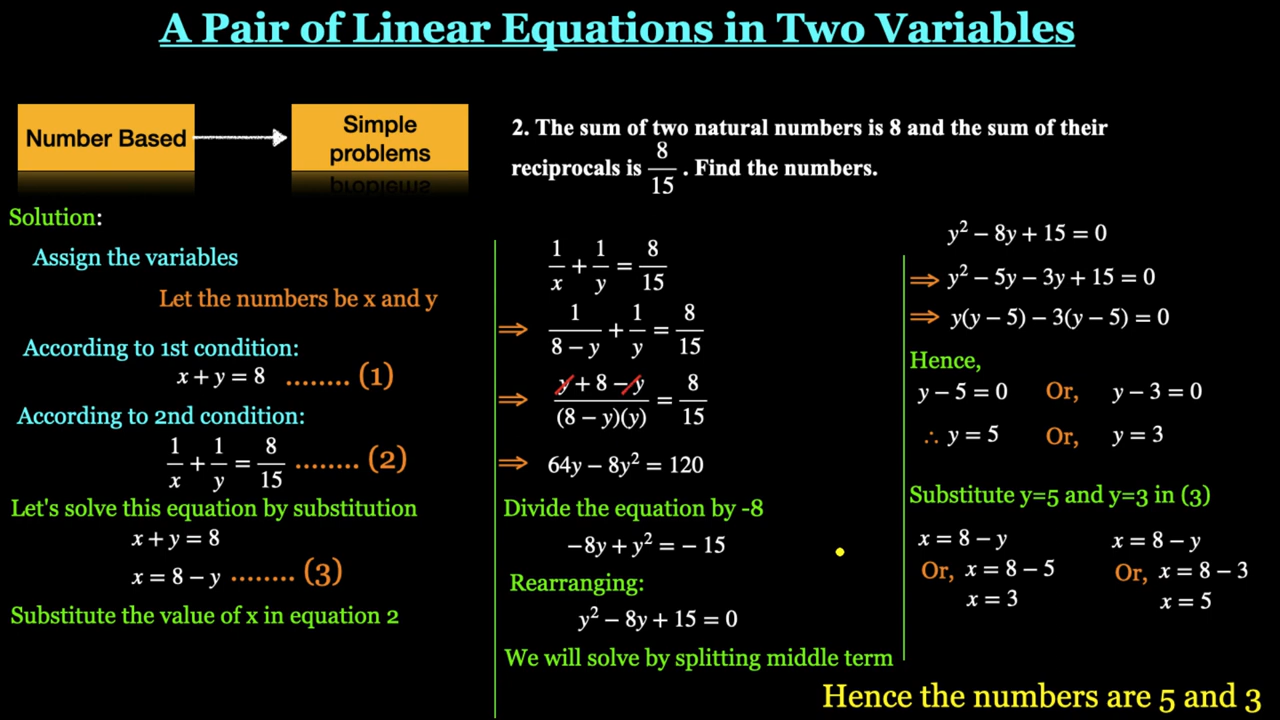 A Pair of Linear Equations in Two Variables
Number Based
Simple
problems
2. The sum of two natural numbers is 8 and the sum of their
reciprocals is 8/15 . Find the numbers.
Solution:
Assign the variables
Let the numbers be x and y
According to 1st condition:
x + y = 8 ........ (1)
According to 2nd condition:
1/x + 1/y = 8/15 ........ (2)
Let's solve this equation by substitution
x + y = 8
x = 8 − y ........ (3)
Substitute the value of x in equation 2
1/x + 1/y = 8/15
⇒ 1/(8 − y) + 1/y = 8/15
⇒ (y + 8 − y)/((8 − y)(y)) = 8/15
⇒ 64y − 8y² = 120
Divide the equation by -8
−8y + y² = − 15
Rearranging:
y² − 8y + 15 = 0
We will solve by splitting middle term
y² − 8y + 15 = 0
⇒ y² − 5y − 3y + 15 = 0
⇒ y(y − 5) − 3(y − 5) = 0
Hence,
y − 5 = 0 Or, y − 3 = 0
∴ y = 5 Or, y = 3
Substitute y=5 and y=3 in (3)
x = 8 − y
Or, x = 8 − 5
x = 3
x = 8 − y
Or, x = 8 − 3
x = 5
Hence the numbers are 5 and 3